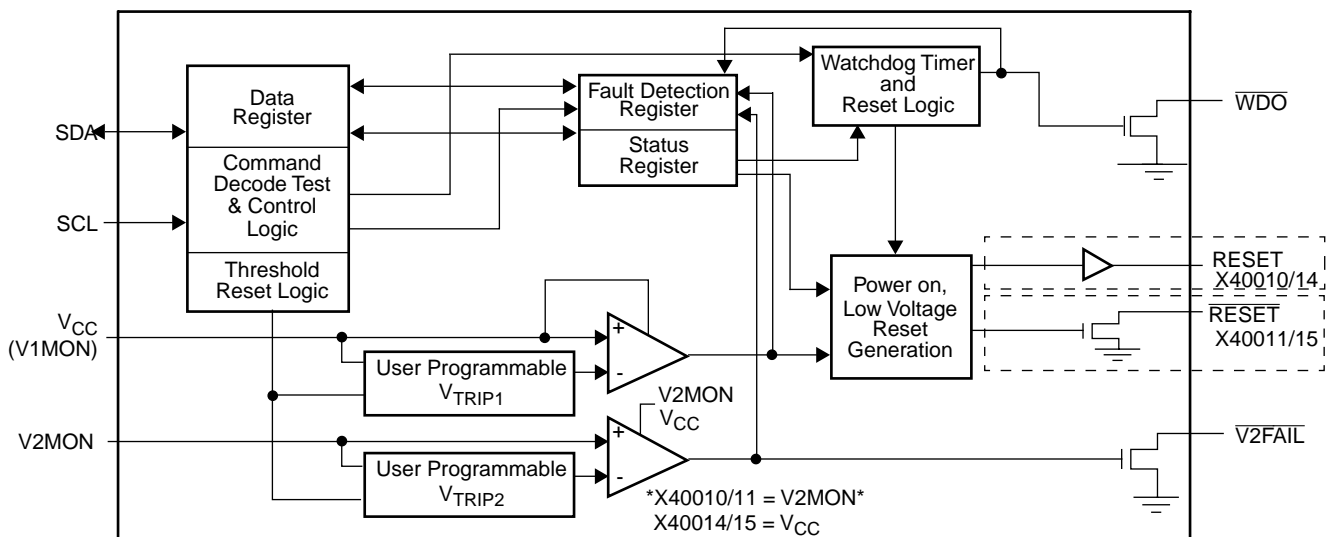 SDA
SCL
Data
Register
Command
Decode Test
& Control
Logic
Threshold
Reset Logic
Fault Detection
Register
Status
Register
Watchdog Timer
and
Reset Logic
WDO
VCC
(V1MON)
User Programmable
VTRIP1
+
-
Power on,
Low Voltage
Reset
Generation
RESET
X40010/14
RESET
X40011/15
V2MON
User Programmable
VTRIP2
+
-
V2MON
VCC
*X40010/11 = V2MON*
X40014/15 = VCC
V2FAIL